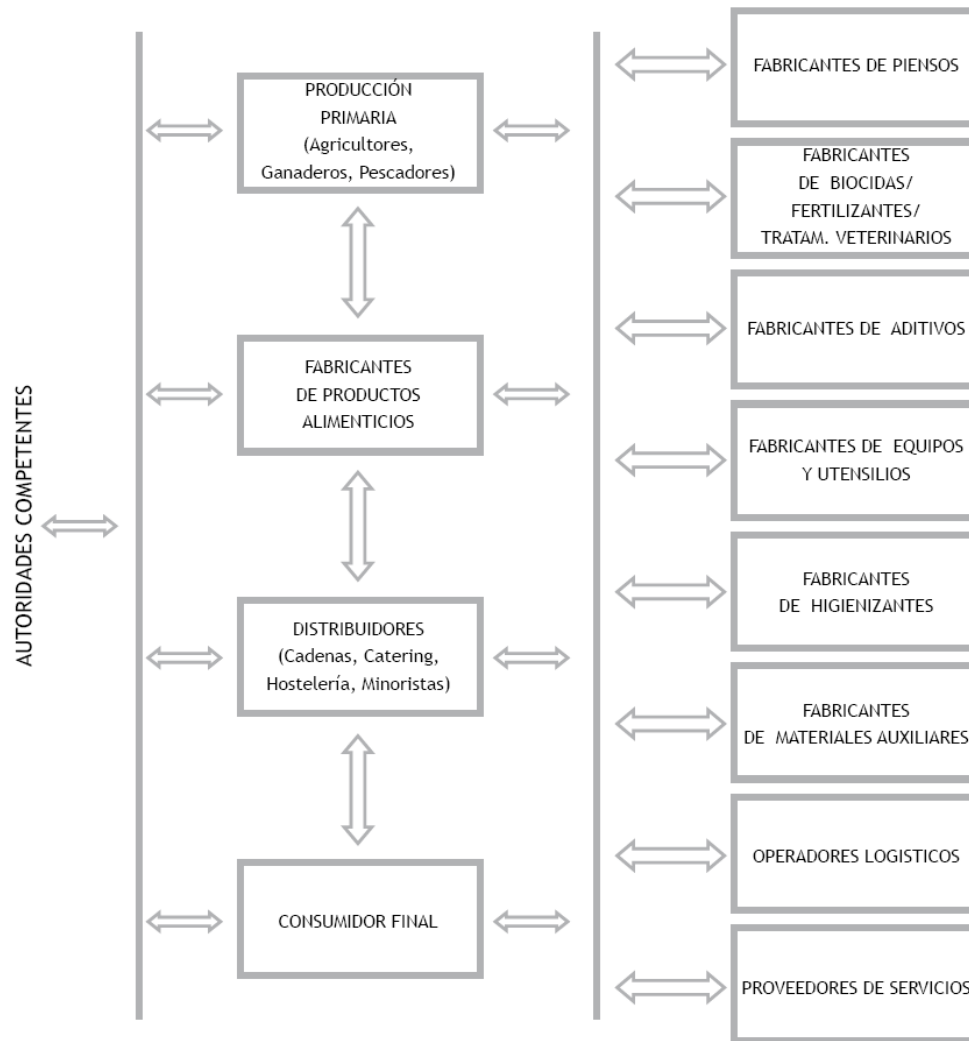 AUTORIDADES COMPETENTES
PRODUCCIÓN
PRIMARIA
(Agricultores,
Ganaderos, Pescadores)
FABRICANTES
DE PRODUCTOS
ALIMENTICIOS
DISTRIBUIDORES
(Cadenas, Catering,
Hostelería, Minoristas)
CONSUMIDOR FINAL
FABRICANTES DE PIENSOS
FABRICANTES
DE BIOCIDAS/
FERTILIZANTES/
TRATAM. VETERINARIOS
FABRICANTES DE ADITIVOS
FABRICANTES DE EQUIPOS
Y UTENSILIOS
FABRICANTES
DE HIGIENIZANTES
FABRICANTES
DE MATERIALES AUXILIARES
OPERADORES LOGISTICOS
PROVEEDORES DE SERVICIOS